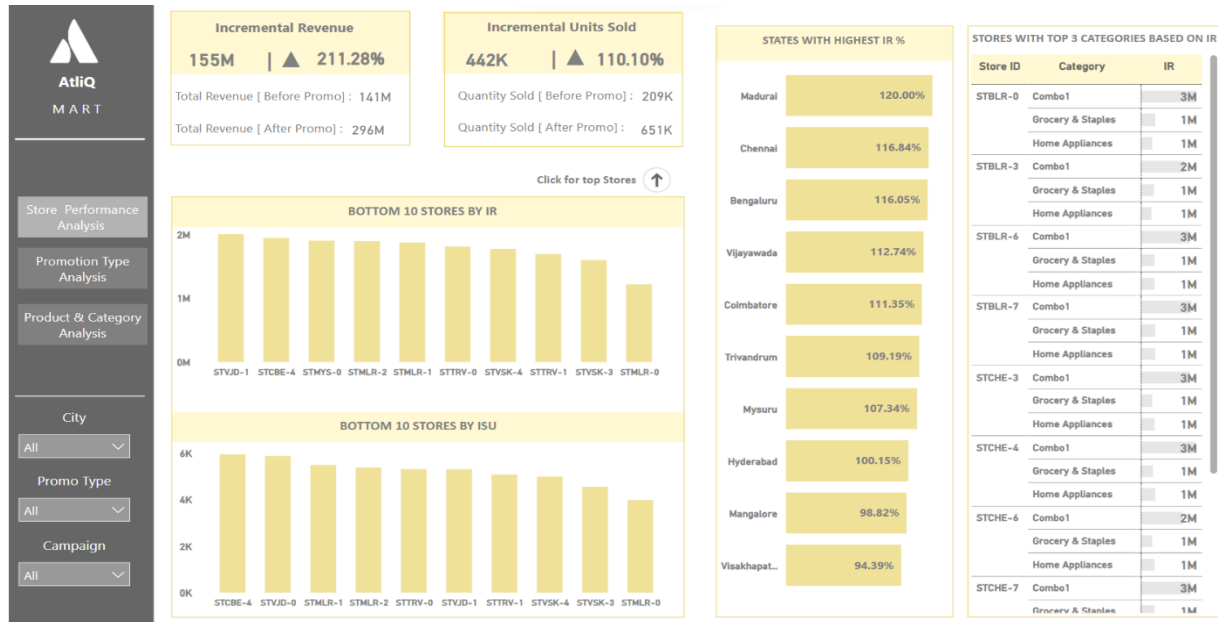 AtliQ
MART
Store Performance
Analysis
Promotion Type
Analysis
Product & Category
Analysis
City
All
Promo Type
All
Campaign
All
Incremental Revenue
155M | ▲ 211.28%
Total Revenue [ Before Promo] : 141M
Total Revenue [ After Promo] : 296M
Incremental Units Sold
442K | ▲ 110.10%
Quantity Sold [ Before Promo] : 209K
Quantity Sold [ After Promo] : 651K
Click for top Stores
BOTTOM 10 STORES BY IR
2M
1M
0M
STVJD-1 STCBE-4 STMYS-0 STMLR-2 STMLR-1 STTRV-0 STVSK-4 STTRV-1 STVSK-3 STMLR-0
BOTTOM 10 STORES BY ISU
6K
4K
2K
0K
STCBE-4 STVJD-0 STMLR-1 STMLR-2 STTRV-0 STVJD-1 STTRV-1 STVSK-4 STVSK-3 STMLR-0
STATES WITH HIGHEST IR %
Madurai 120.00%
Chennai 116.84%
Bengaluru 116.05%
Vijayawada 112.74%
Coimbatore 111.35%
Trivandrum 109.19%
Mysuru 107.34%
Hyderabad 100.15%
Mangalore 98.82%
Visakhapat... 94.39%
STORES WITH TOP 3 CATEGORIES BASED ON IR
Store ID Category IR
STBLR-0 Combo1 3M
Grocery & Staples 1M
Home Appliances 1M
STBLR-3 Combo1 2M
Grocery & Staples 1M
Home Appliances 1M
STBLR-6 Combo1 3M
Grocery & Staples 1M
Home Appliances 1M
STBLR-7 Combo1 3M
Grocery & Staples 1M
Home Appliances 1M
STCHE-3 Combo1 3M
Grocery & Staples 1M
Home Appliances 1M
STCHE-4 Combo1 3M
Grocery & Staples 1M
Home Appliances 1M
STCHE-6 Combo1 2M
Grocery & Staples 1M
Home Appliances 1M
STCHE-7 Combo1 3M
Grocery & Staples 1M